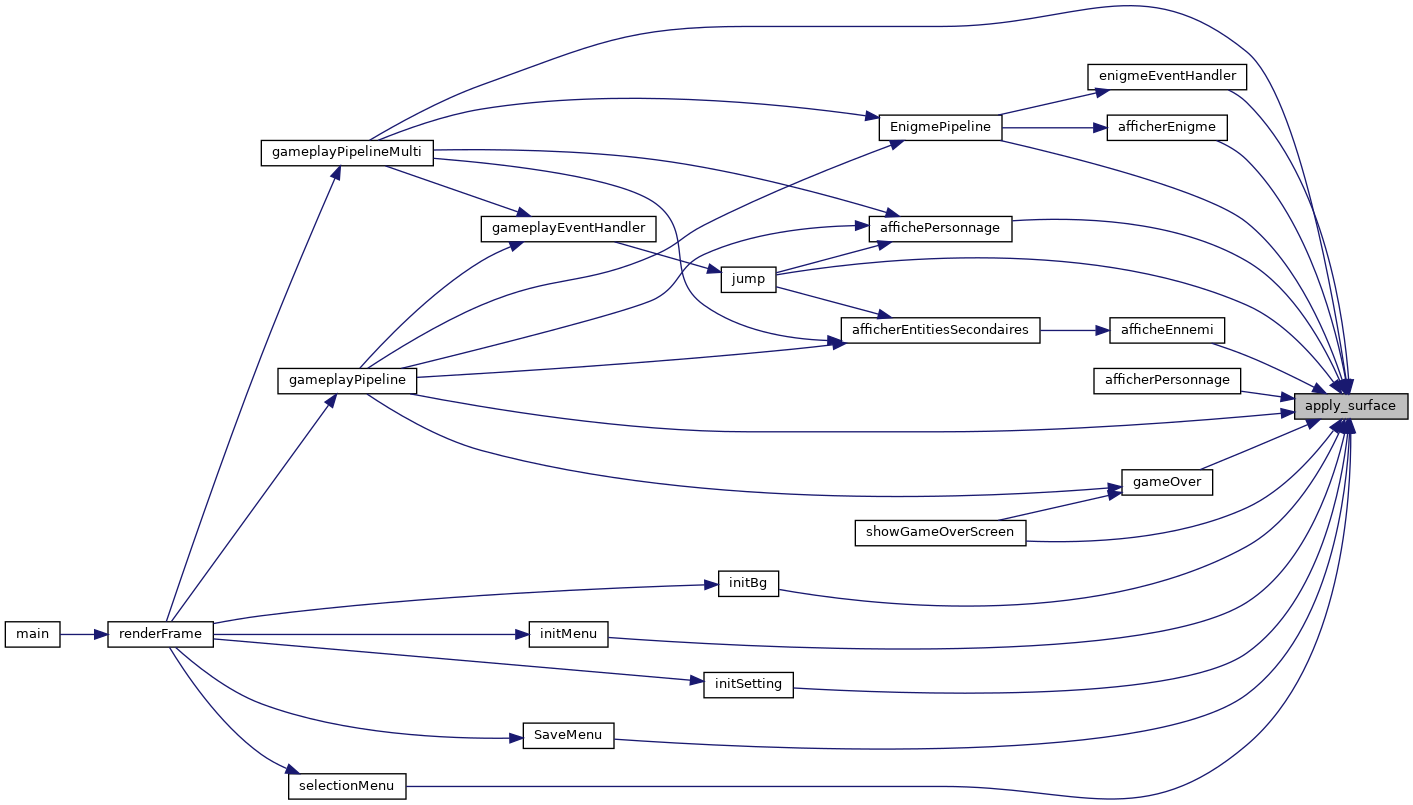 enigmeEventHandler
EnigmePipeline
afficherEnigme
gameplayPipelineMulti
gameplayEventHandler
affichePersonnage
jump
afficherEntitiesSecondaires
afficheEnnemi
gameplayPipeline
afficherPersonnage
apply_surface
gameOver
showGameOverScreen
initBg
main
renderFrame
initMenu
initSetting
SaveMenu
selectionMenu